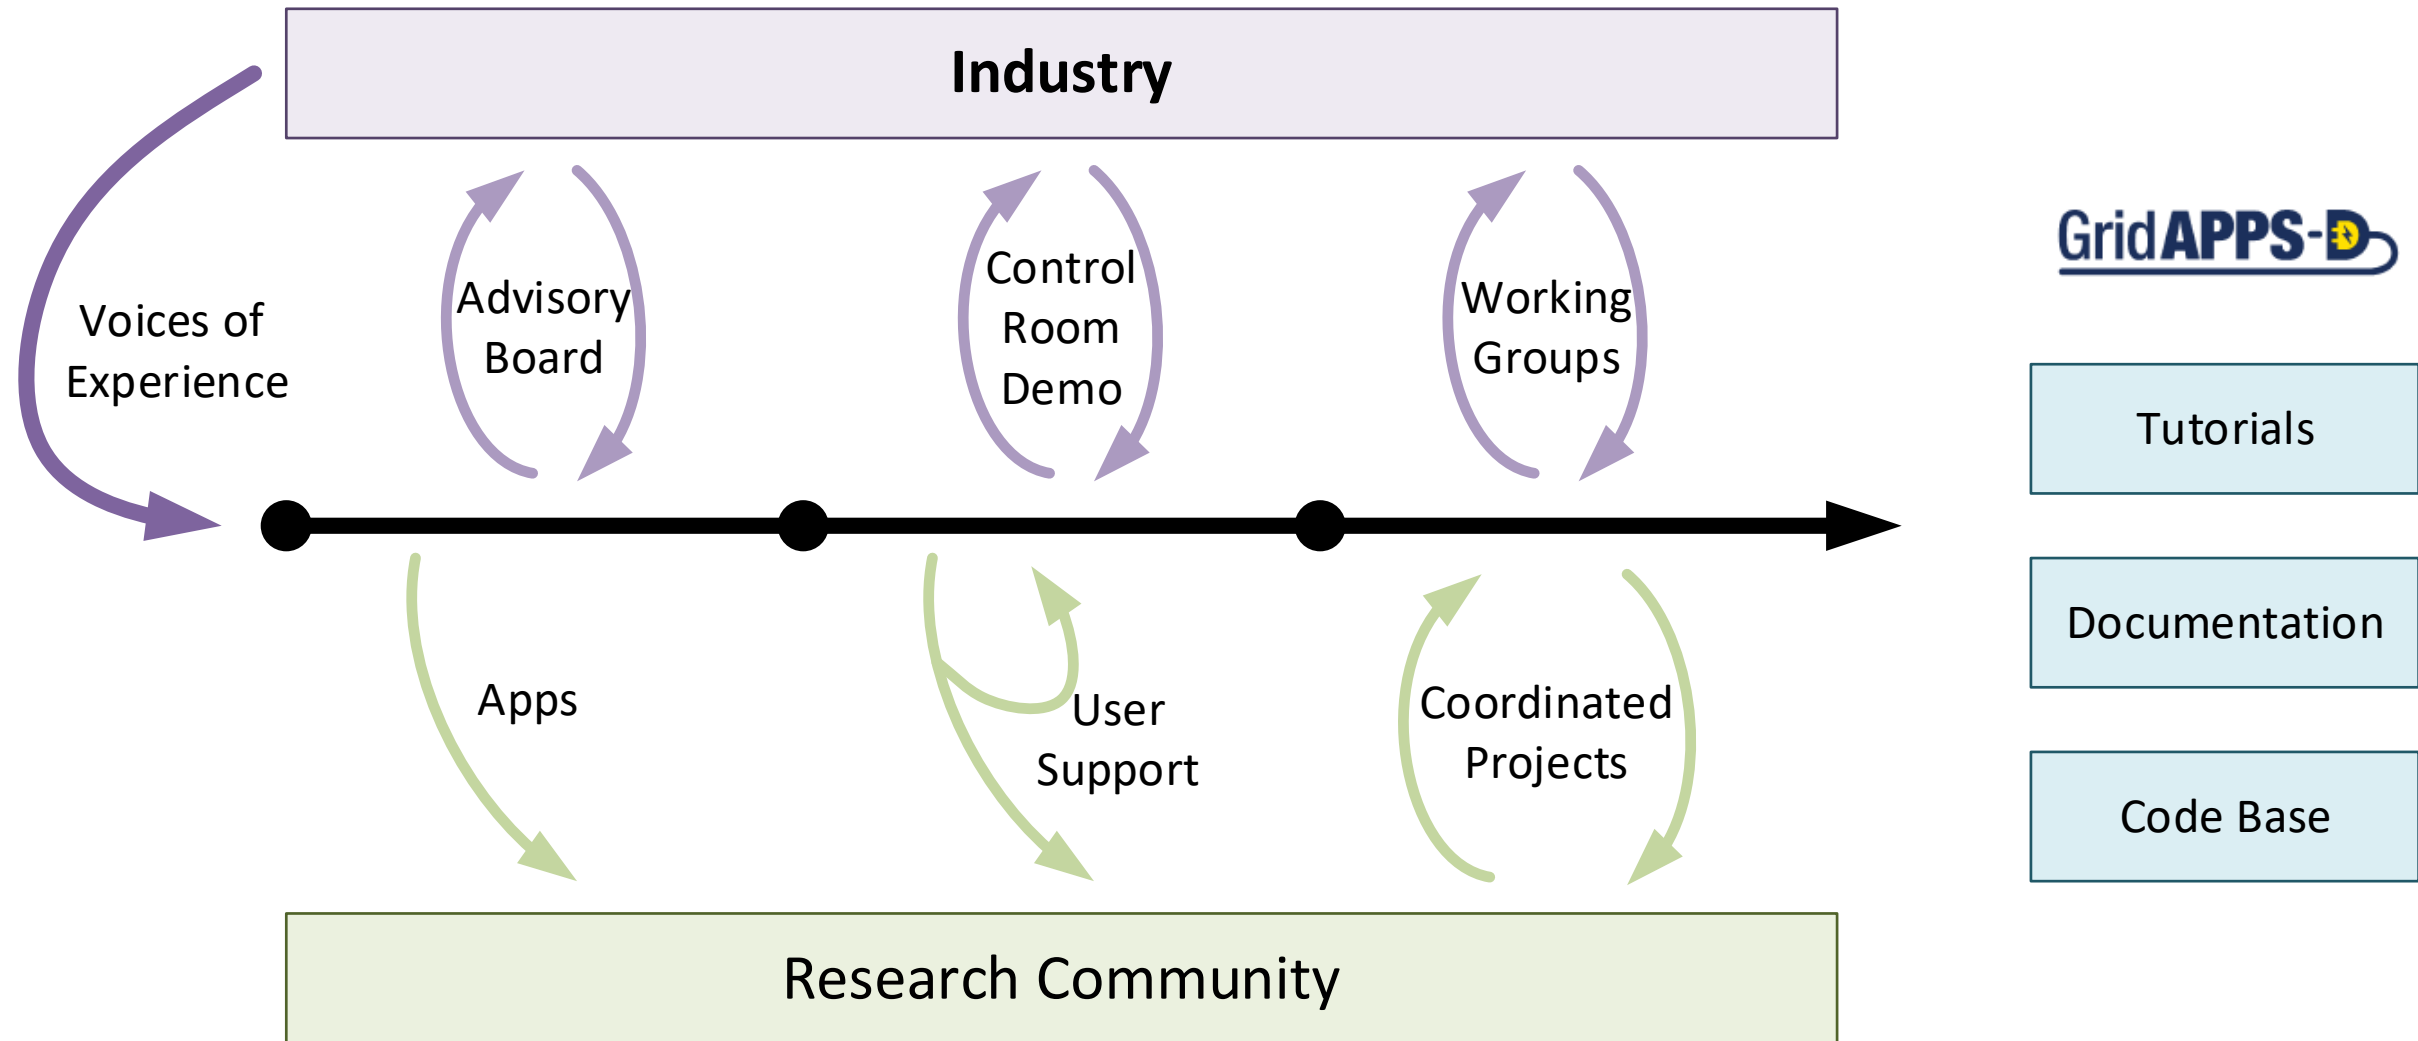 Industry
Voices of
Experience
Advisory
Board
Control
Room
Demo
Working
Groups
Apps
User
Support
Coordinated
Projects
Research Community
GridAPPS-D
Tutorials
Documentation
Code Base